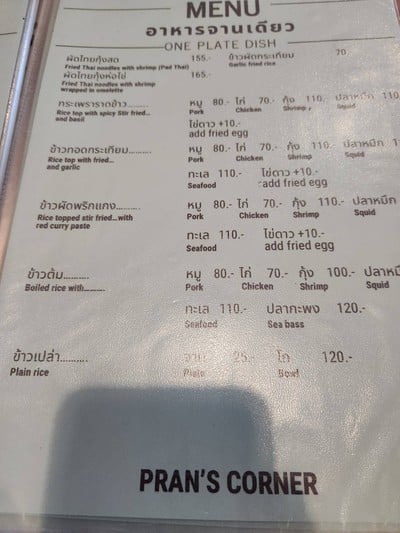 MENU
อาหารจานเดียว
ONE PLATE DISH
ผัดไทยกุ้งสด 155.- ข้าวผัดกระเทียม 70.
Fried Thai noodles with shrimp (Pad Thai) Garlic fried rice
ผัดไทยกุ้งห่อไข่ 165.-
Fried Thai noodles with shrimp
wrapped in omelette
กระเพราราดข้าว......... หมู 80.- ไก่ 70.- กุ้ง 110.- ปลาหมึก 110
Rice top with spicy Stir fried... Pork Chicken Shrimp Squid
and basil
ไข่ดาว +10.-
add fried egg
ข้าวทอดกระเทียม......... หมู 80.- ไก่ 70.- กุ้ง 110.- ปลาหมึก
Rice top with fried... Pork Chicken Shrimp Squid
and garlic
ทะเล 110.- ไข่ดาว +10.-
Seafood add fried egg
ข้าวผัดพริกแกง.......... หมู 80.- ไก่ 70.- กุ้ง 110.- ปลาหมึก
Rice topped stir fried...with Pork Chicken Shrimp Squid
red curry paste
ทะเล 110.- ไข่ดาว +10.-
Seafood add fried egg
ข้าวต้ม........... หมู 80.- ไก่ 70.- กุ้ง 100.- ปลาหมึ
Boiled rice with.......... Pork Chicken Shrimp Squid
ทะเล 110.- ปลากะพง 120.-
Seafood Sea bass
ข้าวเปล่า........... จาน 25.- โถ 120.-
Plain rice Plate Bowl
PRAN'S CORNER